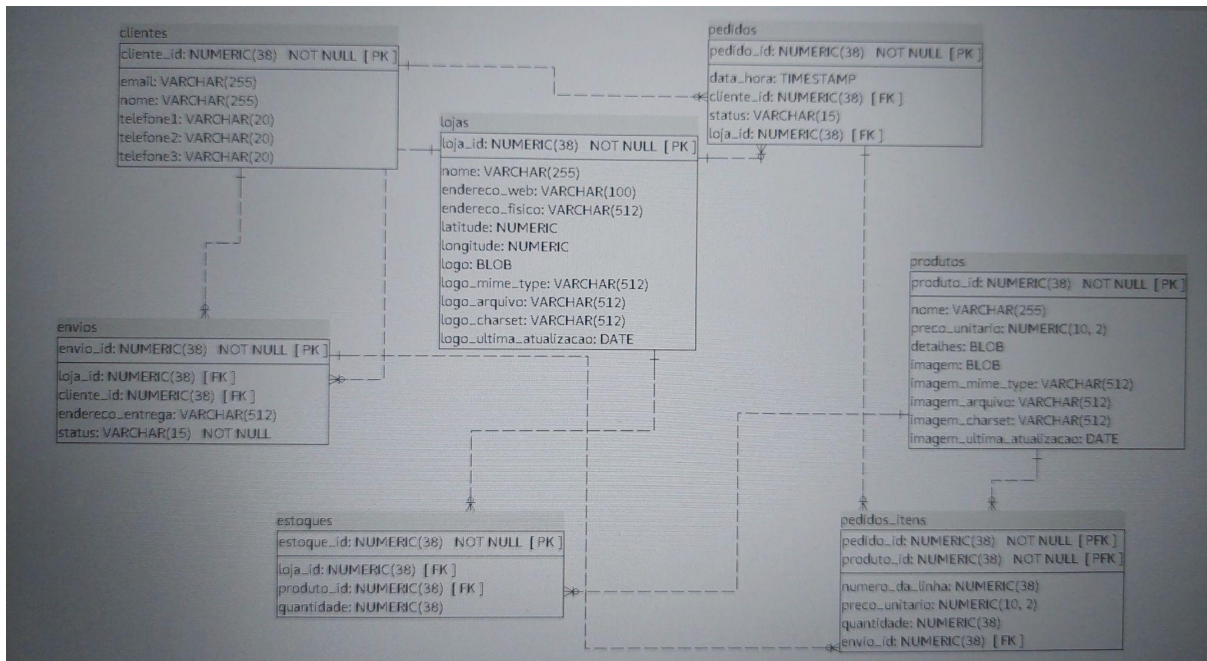 clientes
cliente_id: NUMERIC(38) NOT NULL [ PK ]
email: VARCHAR(255)
nome: VARCHAR(255)
telefone1: VARCHAR(20)
telefone2: VARCHAR(20)
telefone3: VARCHAR(20)
pedidos
pedido_id: NUMERIC(38) NOT NULL [ PK ]
data_hora: TIMESTAMP
cliente_id: NUMERIC(38) [ FK ]
status: VARCHAR(15)
loja_id: NUMERIC(38) [ FK ]
lojas
loja_id: NUMERIC(38) NOT NULL [ PK ]
nome: VARCHAR(255)
endereco_web: VARCHAR(100)
endereco_fisico: VARCHAR(512)
latitude: NUMERIC
longitude: NUMERIC
logo: BLOB
logo_mime_type: VARCHAR(512)
logo_arquivo: VARCHAR(512)
logo_charset: VARCHAR(512)
logo_ultima_atualizacao: DATE
produtos
produto_id: NUMERIC(38) NOT NULL [ PK ]
nome: VARCHAR(255)
preco_unitario: NUMERIC(10, 2)
detalhes: BLOB
imagem: BLOB
imagem_mime_type: VARCHAR(512)
imagem_arquivo: VARCHAR(512)
imagem_charset: VARCHAR(512)
imagem_ultima_atualizacao: DATE
envios
envio_id: NUMERIC(38) NOT NULL [ PK ]
loja_id: NUMERIC(38) [ FK ]
cliente_id: NUMERIC(38) [ FK ]
endereco_entrega: VARCHAR(512)
status: VARCHAR(15) NOT NULL
estoques
estoque_id: NUMERIC(38) NOT NULL [ PK ]
loja_id: NUMERIC(38) [ FK ]
produto_id: NUMERIC(38) [ FK ]
quantidade: NUMERIC(38)
pedidos_itens
pedido_id: NUMERIC(38) NOT NULL [ PFK ]
produto_id: NUMERIC(38) NOT NULL [ PFK ]
numero_da_linha: NUMERIC(38)
preco_unitario: NUMERIC(10, 2)
quantidade: NUMERIC(38)
envio_id: NUMERIC(38) [ FK ]